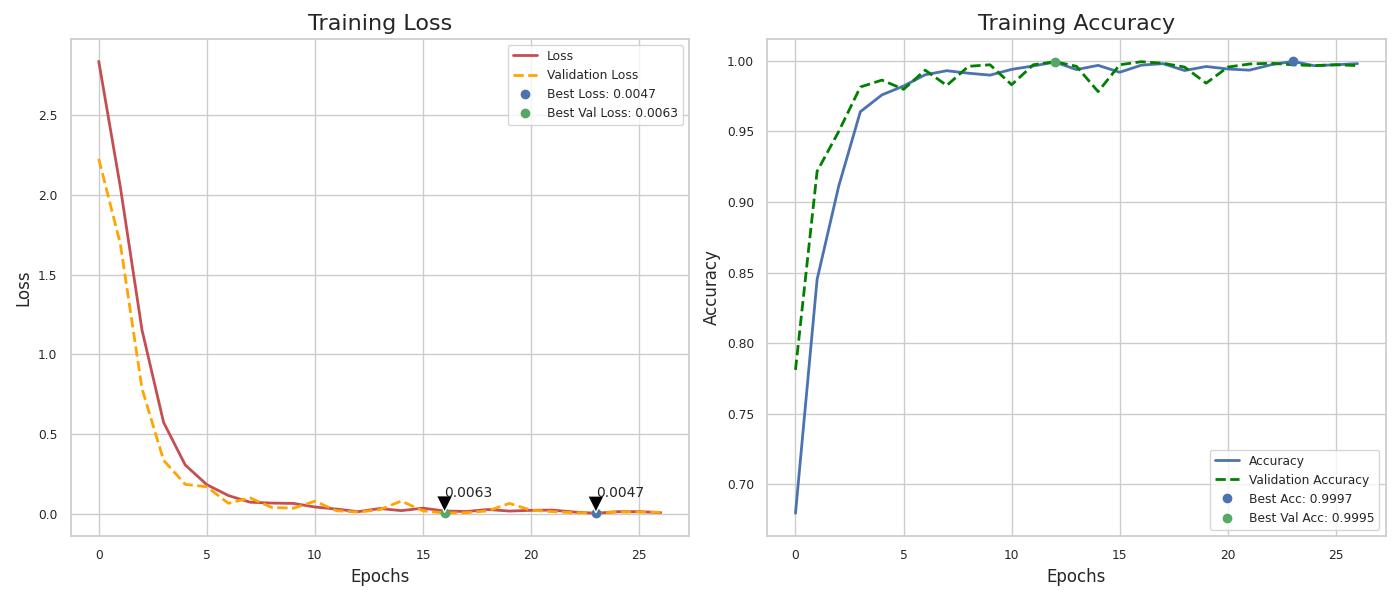 Training Loss
Loss
Validation Loss
Best Loss: 0.0047
Best Val Loss: 0.0063
2.5
2.0
1.5
1.0
0.5
0.0
Loss
0.0063
0.0047
0
5
10
15
20
25
Epochs
Training Accuracy
1.00
0.95
0.90
0.85
0.80
0.75
0.70
Accuracy
Accuracy
Validation Accuracy
Best Acc: 0.9997
Best Val Acc: 0.9995
0
5
10
15
20
25
Epochs